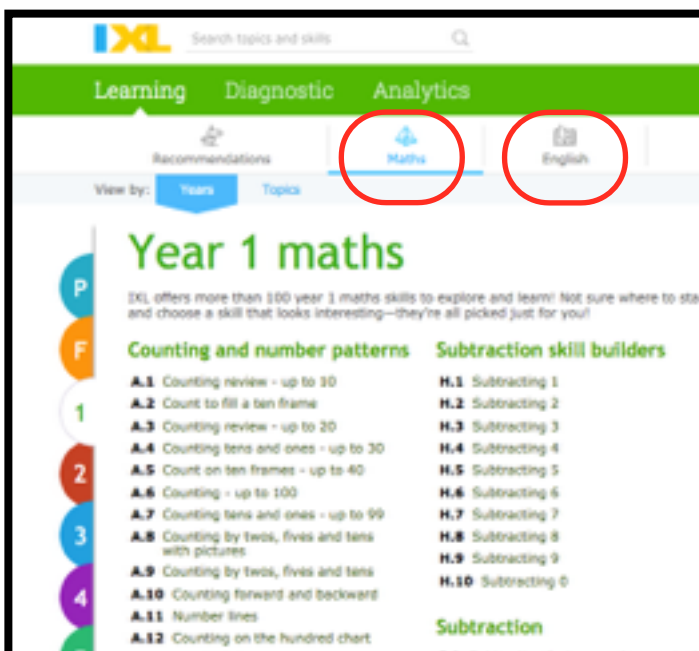 IXL Search topics and skills
Learning Diagnostic Analytics
Recommendations Maths English
View by: Years Topics
Year 1 maths
IXL offers more than 100 year 1 maths skills to explore and learn! Not sure where to sta
and choose a skill that looks interesting—they're all picked just for you!
P
F
1
2
3
4
Counting and number patterns
A.1 Counting review - up to 10
A.2 Count to fill a ten frame
A.3 Counting review - up to 20
A.4 Counting tens and ones - up to 30
A.5 Count on ten frames - up to 40
A.6 Counting - up to 100
A.7 Counting tens and ones - up to 99
A.8 Counting by twos, fives and tens
with pictures
A.9 Counting by twos, fives and tens
A.10 Counting forward and backward
A.11 Number lines
A.12 Counting on the hundred chart
Subtraction skill builders
H.1 Subtracting 1
H.2 Subtracting 2
H.3 Subtracting 3
H.4 Subtracting 4
H.5 Subtracting 5
H.6 Subtracting 6
H.7 Subtracting 7
H.8 Subtracting 8
H.9 Subtracting 9
H.10 Subtracting 0
Subtraction